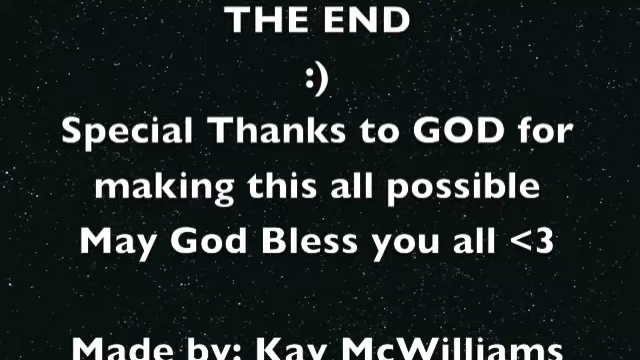 THE END
:)
Special Thanks to GOD for
making this all possible
May God Bless you all <3
Made by: Kay McWilliams